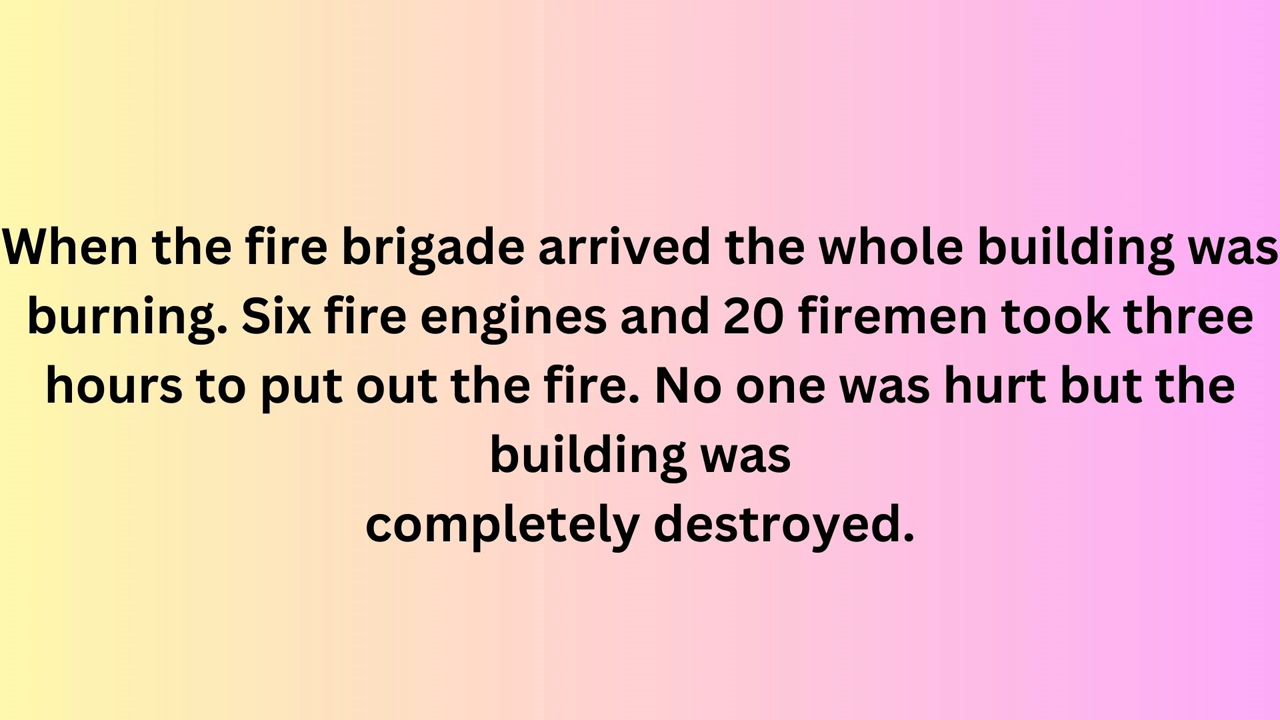 When the fire brigade arrived the whole building was
burning. Six fire engines and 20 firemen took three
hours to put out the fire. No one was hurt but the
building was
completely destroyed.